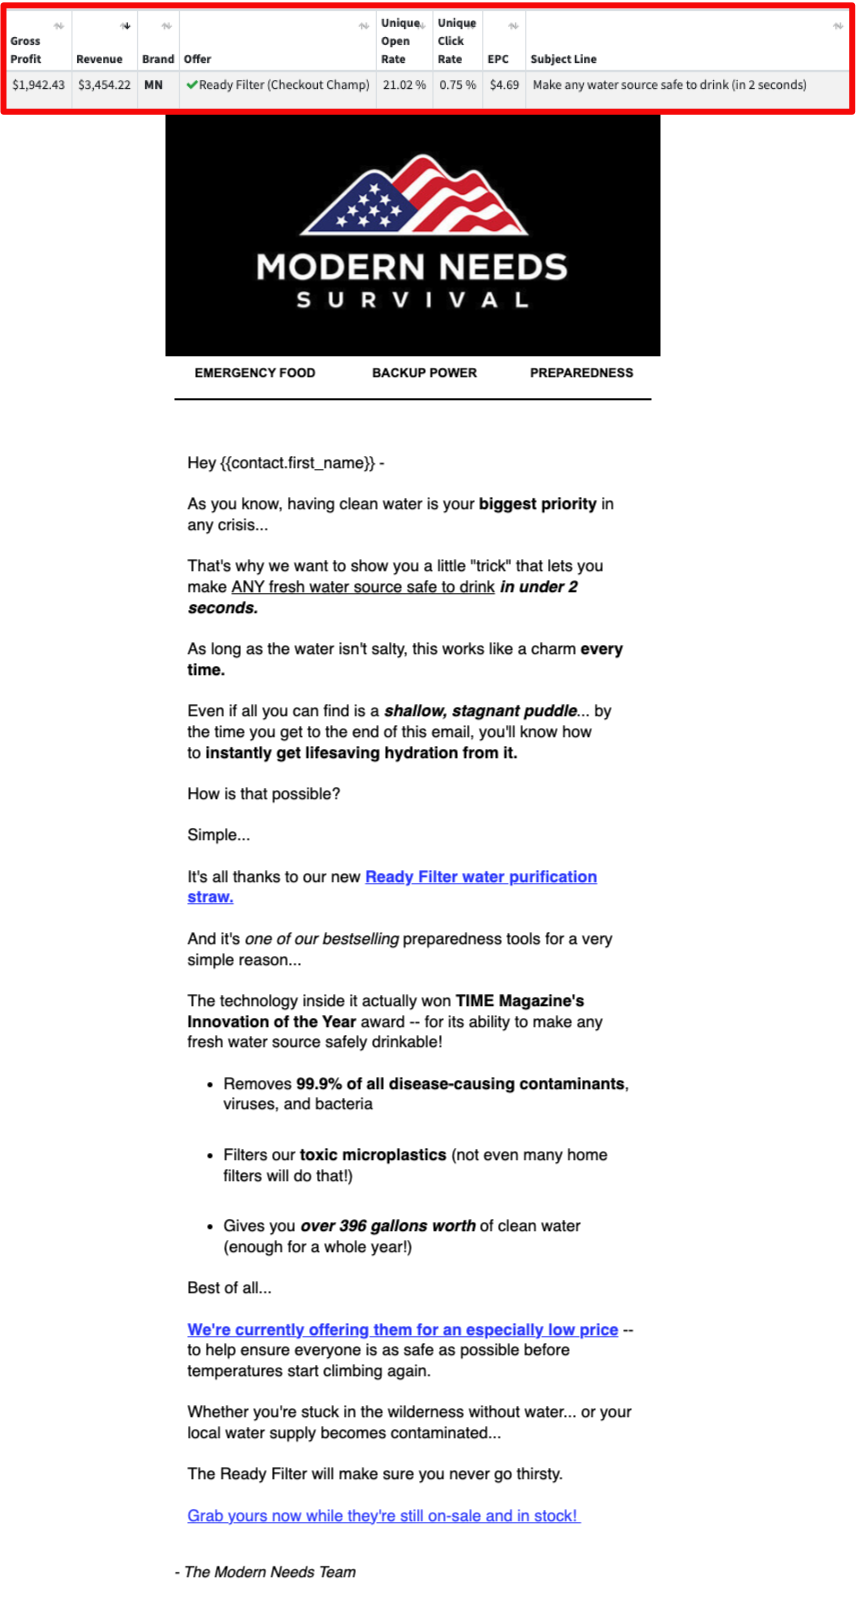 Gross Profit Revenue Brand Offer Unique Open Rate Unique Click Rate EPC Subject Line
$1,942.43 $3,454.22 MN ✔Ready Filter (Checkout Champ) 21.02 % 0.75 % $4.69 Make any water source safe to drink (in 2 seconds)
MODERN NEEDS
SURVIVAL
EMERGENCY FOOD BACKUP POWER PREPAREDNESS
Hey {{contact.first_name}} -
As you know, having clean water is your biggest priority in
any crisis...
That's why we want to show you a little "trick" that lets you
make ANY fresh water source safe to drink in under 2
seconds.
As long as the water isn't salty, this works like a charm every
time.
Even if all you can find is a shallow, stagnant puddle... by
the time you get to the end of this email, you'll know how
to instantly get lifesaving hydration from it.
How is that possible?
Simple...
It's all thanks to our new Ready Filter water purification
straw.
And it's one of our bestselling preparedness tools for a very
simple reason...
The technology inside it actually won TIME Magazine's
Innovation of the Year award -- for its ability to make any
fresh water source safely drinkable!
• Removes 99.9% of all disease-causing contaminants,
viruses, and bacteria
• Filters our toxic microplastics (not even many home
filters will do that!)
• Gives you over 396 gallons worth of clean water
(enough for a whole year!)
Best of all...
We're currently offering them for an especially low price --
to help ensure everyone is as safe as possible before
temperatures start climbing again.
Whether you're stuck in the wilderness without water... or your
local water supply becomes contaminated...
The Ready Filter will make sure you never go thirsty.
Grab yours now while they're still on-sale and in stock!
- The Modern Needs Team